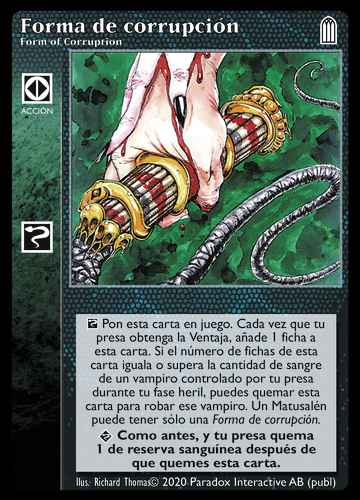 Forma de corrupción
Form of Corruption
ACCIÓN
Pon esta carta en juego. Cada vez que tu
presa obtenga la Ventaja, añade 1 ficha a
esta carta. Si el número de fichas de esta
carta iguala o supera la cantidad de sangre
de un vampiro controlado por tu presa
durante tu fase heril, puedes quemar esta
carta para robar ese vampiro. Un Matusalén
puede tener sólo una Forma de corrupción.
Como antes, y tu presa quema
1 de reserva sanguínea después de
que quemes esta carta.
Ilus: Richard Thomas© 2020 Paradox Interactive AB (publ)